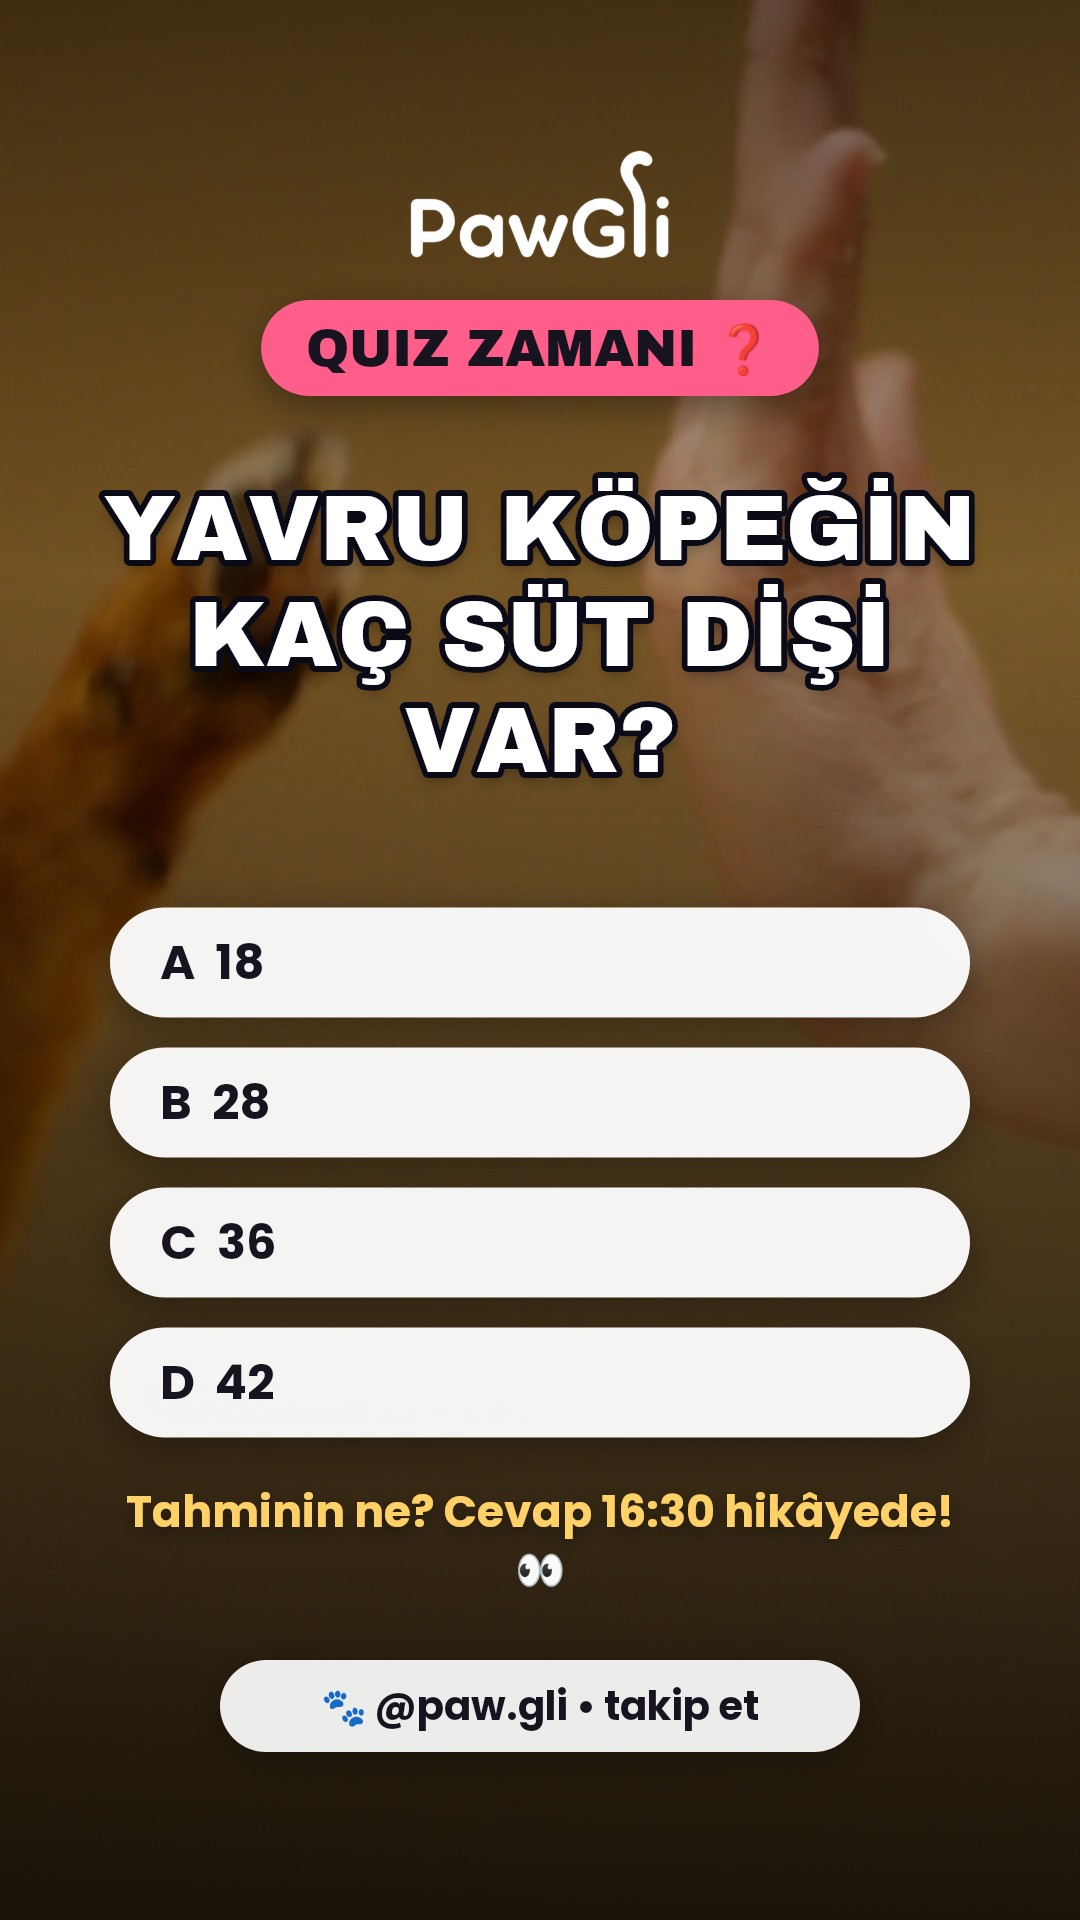 PawGli
QUIZ ZAMANI ❓
YAVRU KÖPEĞİN
KAÇ SÜT DİŞİ
VAR?
A 18
B 28
C 36
D 42
Tahminin ne? Cevap 16:30 hikâyede!
👀
🐾 @paw.gli • takip et